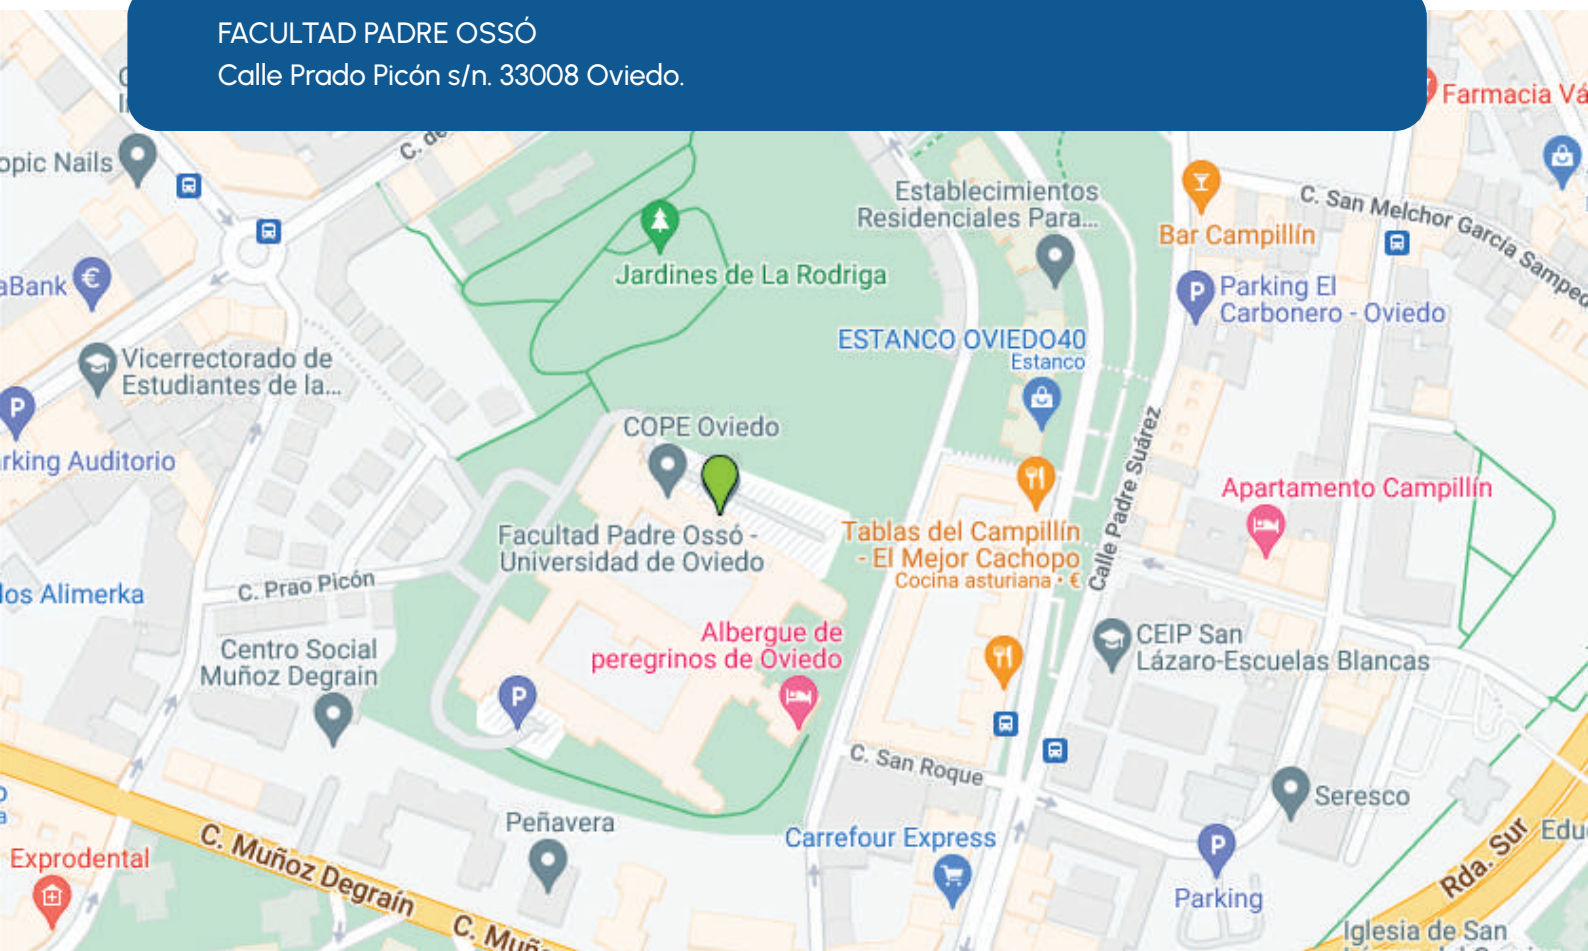 FACULTAD PADRE OSSÓ
Calle Prado Picón s/n. 33008 Oviedo.
Farmacia Vá
C. de
opic Nails
Establecimientos
Residenciales Para...
C. San Melchor García Samped
Bar Campillín
Jardines de La Rodriga
aBank
€
P
Parking El
Carbonero - Oviedo
ESTANCO OVIEDO40
Estanco
Vicerrectorado de
Estudiantes de la...
P
COPE Oviedo
rking Auditorio
Calle Padre Suárez
Apartamento Campillín
Facultad Padre Ossó -
Universidad de Oviedo
Tablas del Campillín
- El Mejor Cachopo
Cocina asturiana · €
C. Prao Picón
los Alimerka
Albergue de
peregrinos de Oviedo
CEIP San
Lázaro-Escuelas Blancas
Centro Social
Muñoz Degrain
P
C. San Roque
Seresco
Peñavera
Carrefour Express
C. Muñoz Degraín
Exprodental
P
Parking
Rda. Sur
Edu
C. Muñ
Iglesia de San